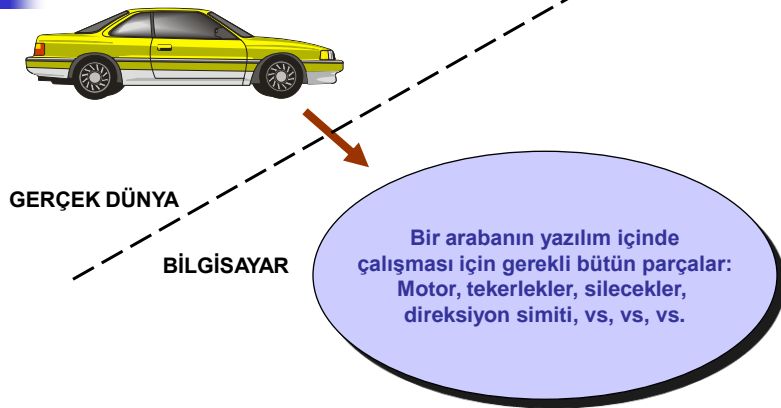 GERÇEK DÜNYA
BİLGİSAYAR
Bir arabanın yazılım içinde
çalışması için gerekli bütün parçalar:
Motor, tekerlekler, silecekler,
direksiyon simiti, vs, vs, vs.